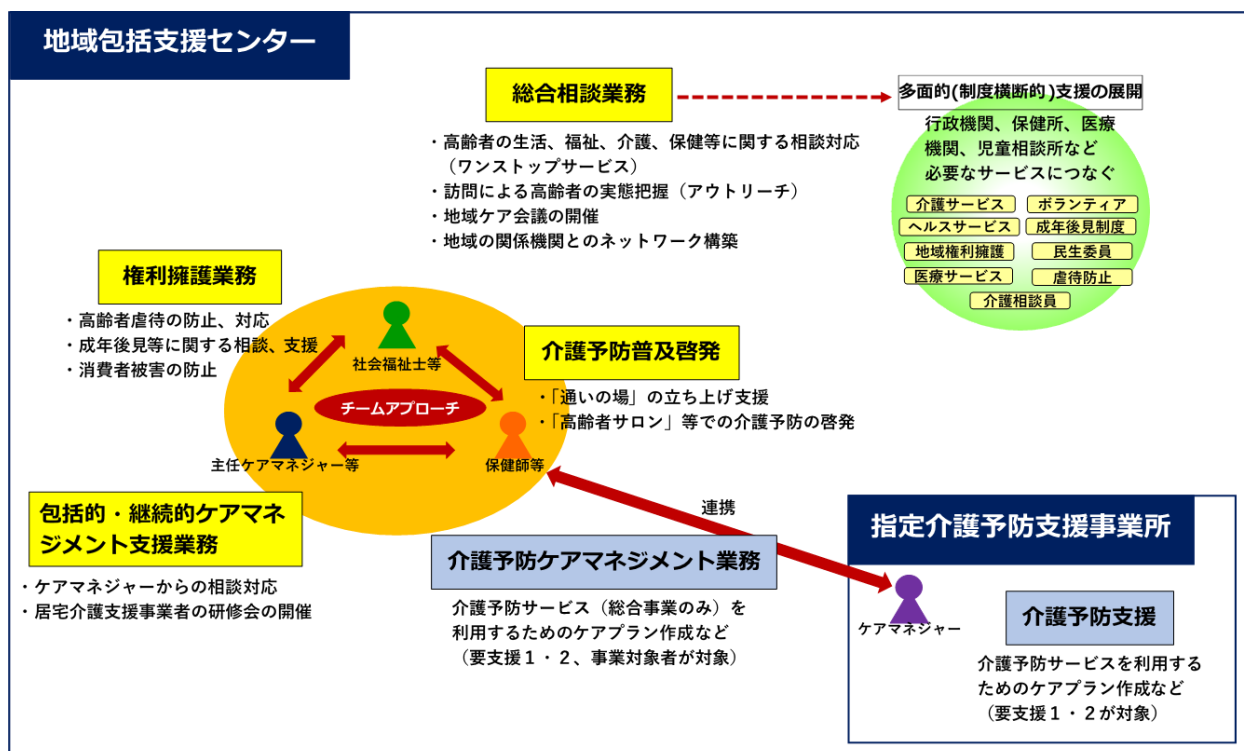 地域包括支援センター
総合相談業務
・高齢者の生活、福祉、介護、保健等に関する相談対応
（ワンストップサービス）
・訪問による高齢者の実態把握（アウトリーチ）
・地域ケア会議の開催
・地域の関係機関とのネットワーク構築
多面的(制度横断的)支援の展開
行政機関、保健所、医療
機関、児童相談所など
必要なサービスにつなぐ
介護サービス
ボランティア
ヘルスサービス
成年後見制度
地域権利擁護
民生委員
医療サービス
虐待防止
介護相談員
権利擁護業務
・高齢者虐待の防止、対応
・成年後見等に関する相談、支援
・消費者被害の防止
社会福祉士等
チームアプローチ
主任ケアマネジャー等
保健師等
介護予防普及啓発
・「通いの場」の立ち上げ支援
・「高齢者サロン」等での介護予防の啓発
包括的・継続的ケアマネ
ジメント支援業務
・ケアマネジャーからの相談対応
・居宅介護支援事業者の研修会の開催
連携
介護予防ケアマネジメント業務
介護予防サービス（総合事業のみ）を
利用するためのケアプラン作成など
（要支援１・２、事業対象者が対象）
指定介護予防支援事業所
ケアマネジャー
介護予防支援
介護予防サービスを利用する
ためのケアプラン作成など
（要支援１・２が対象）